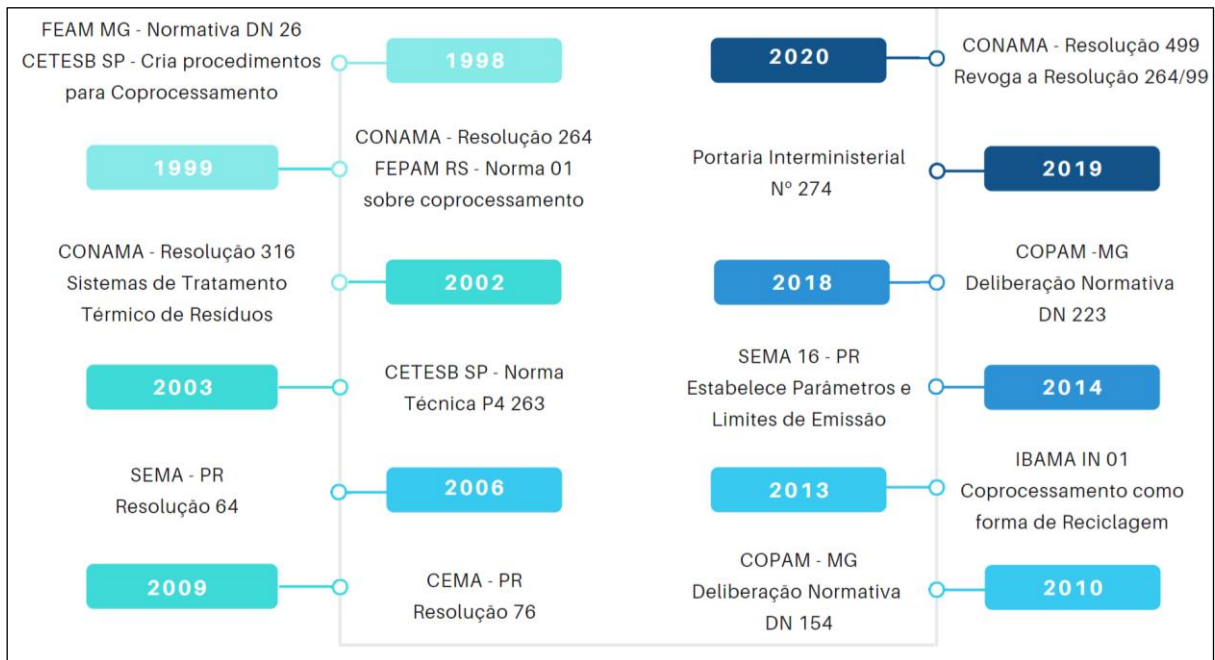 FEAM MG - Normativa DN 26
CETESB SP - Cria procedimentos
para Coprocessamento
1998
1999
CONAMA - Resolução 264
FEPAM RS - Norma 01
sobre coprocessamento
CONAMA - Resolução 316
Sistemas de Tratamento
Térmico de Resíduos
2002
2003
CETESB SP - Norma
Técnica P4 263
SEMA - PR
Resolução 64
2006
2009
CEMA - PR
Resolução 76
2020
CONAMA - Resolução 499
Revoga a Resolução 264/99
Portaria Interministerial
Nº 274
2019
2018
COPAM -MG
Deliberação Normativa
DN 223
SEMA 16 - PR
Estabelece Parâmetros e
Limites de Emissão
2014
2013
IBAMA IN 01
Coprocessamento como
forma de Reciclagem
COPAM - MG
Deliberação Normativa
DN 154
2010